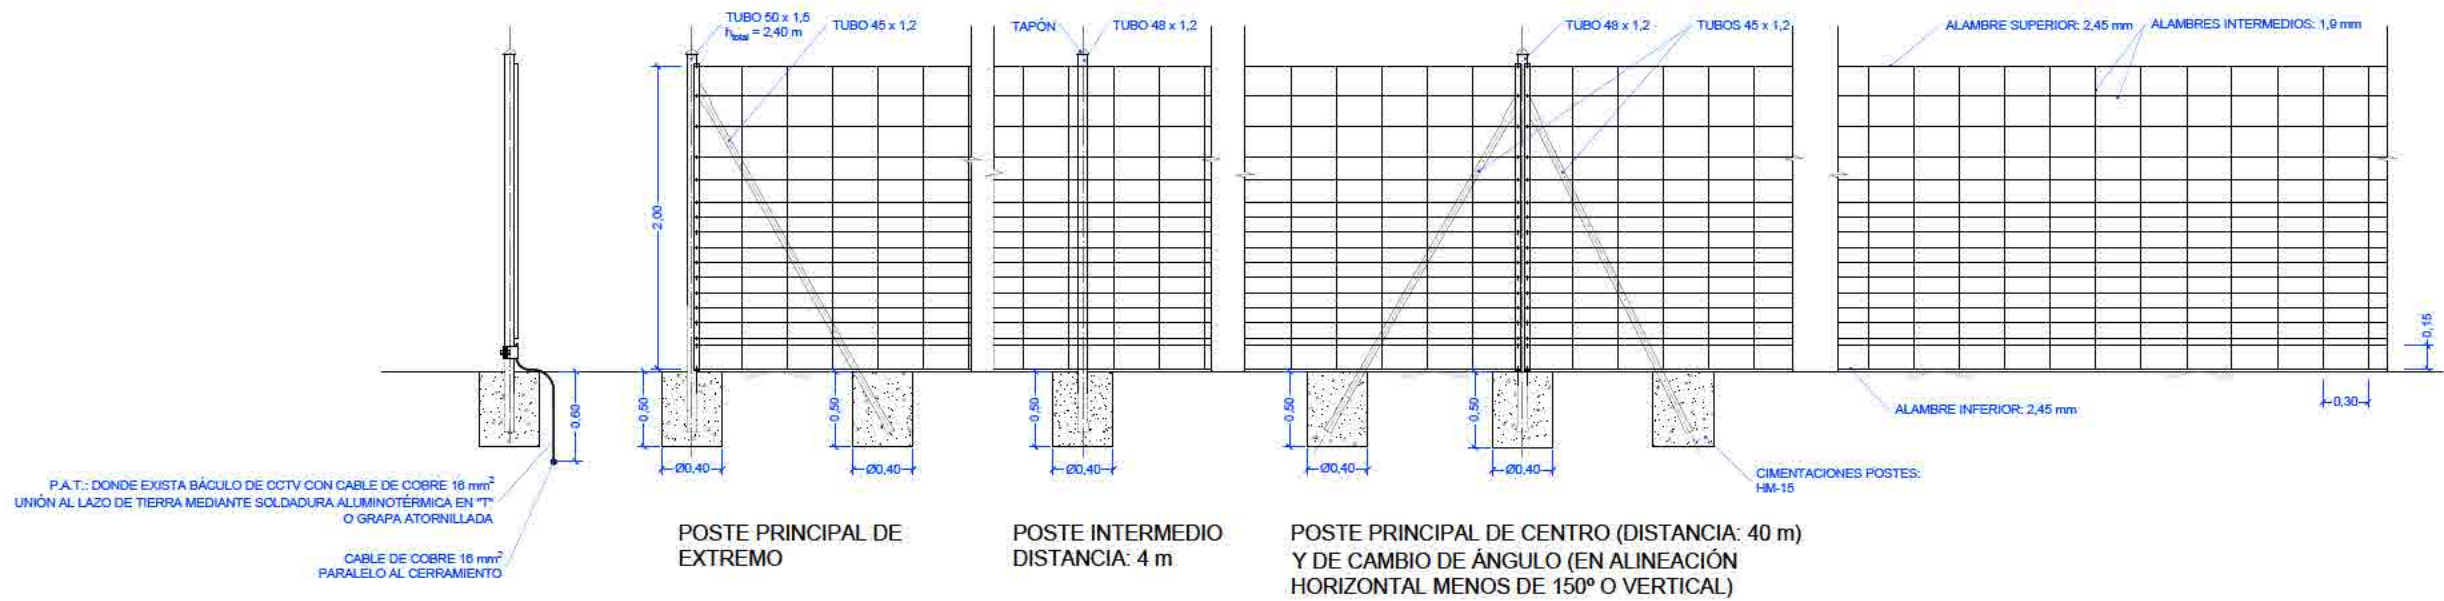 TUBO 50 x 1,5
h total = 2,40 m
TUBO 45 x 1,2
TAPÓN
TUBO 48 x 1,2
TUBO 48 x 1,2
TUBOS 45 x 1,2
ALAMBRE SUPERIOR: 2,45 mm
ALAMBRES INTERMEDIOS: 1,9 mm
2,00
0,15
0,60
0,50
0,50
0,50
0,50
0,50
0,30
ALAMBRE INFERIOR: 2,45 mm
Ø0,40
Ø0,40
Ø0,40
Ø0,40
Ø0,40
CIMENTACIONES POSTES:
HM-15
P.A.T.: DONDE EXISTA BÁCULO DE CCTV CON CABLE DE COBRE 16 mm²
UNIÓN AL LAZO DE TIERRA MEDIANTE SOLDADURA ALUMINOTÉRMICA EN "T"
O GRAPA ATORNILLADA
CABLE DE COBRE 16 mm²
PARALELO AL CERRAMIENTO
POSTE PRINCIPAL DE
EXTREMO
POSTE INTERMEDIO
DISTANCIA: 4 m
POSTE PRINCIPAL DE CENTRO (DISTANCIA: 40 m)
Y DE CAMBIO DE ÁNGULO (EN ALINEACIÓN
HORIZONTAL MENOS DE 150º O VERTICAL)